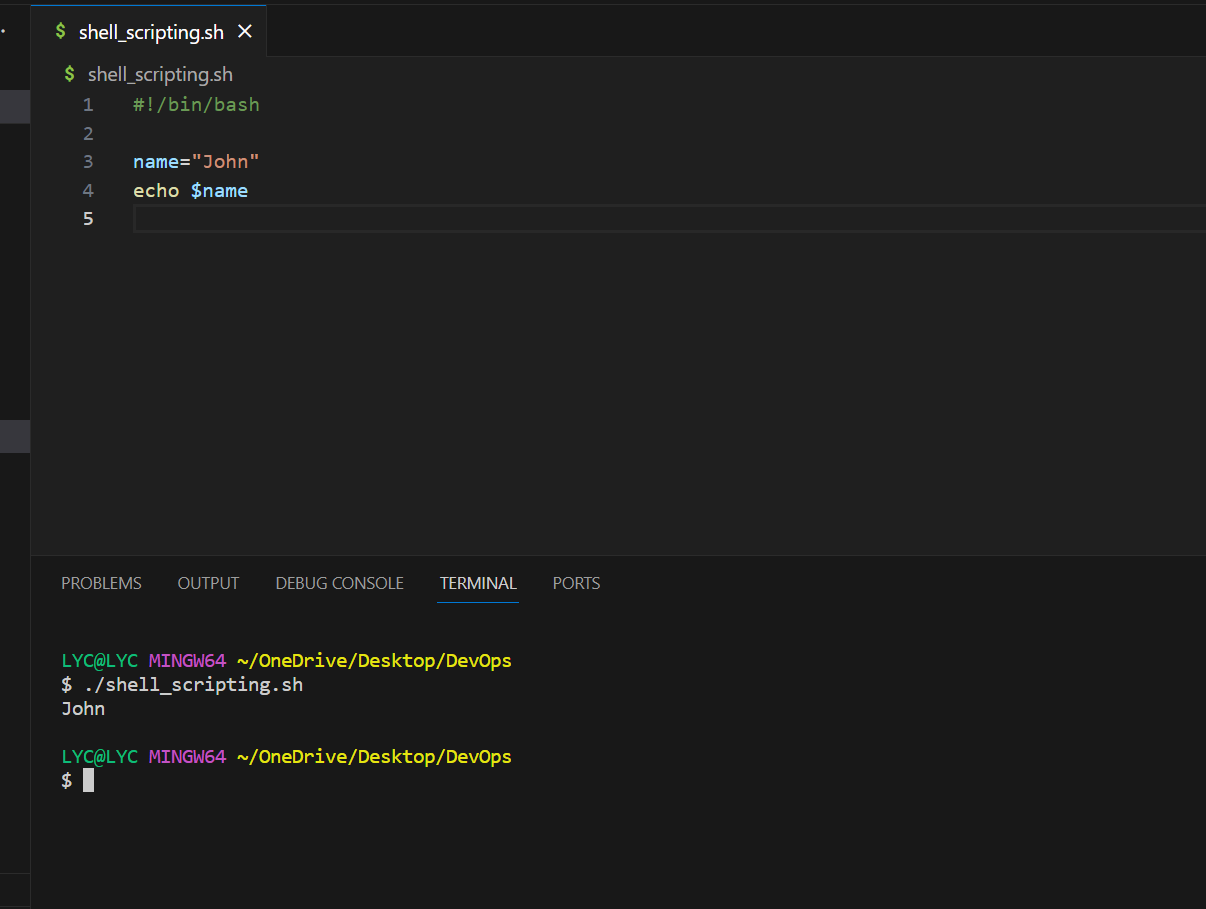 $ shell_scripting.sh ✕
$ shell_scripting.sh
1 #!/bin/bash
2
3 name="John"
4 echo $name
5
PROBLEMS OUTPUT DEBUG CONSOLE TERMINAL PORTS
LYC@LYC MINGW64 ~/OneDrive/Desktop/DevOps
$ ./shell_scripting.sh
John
LYC@LYC MINGW64 ~/OneDrive/Desktop/DevOps
$